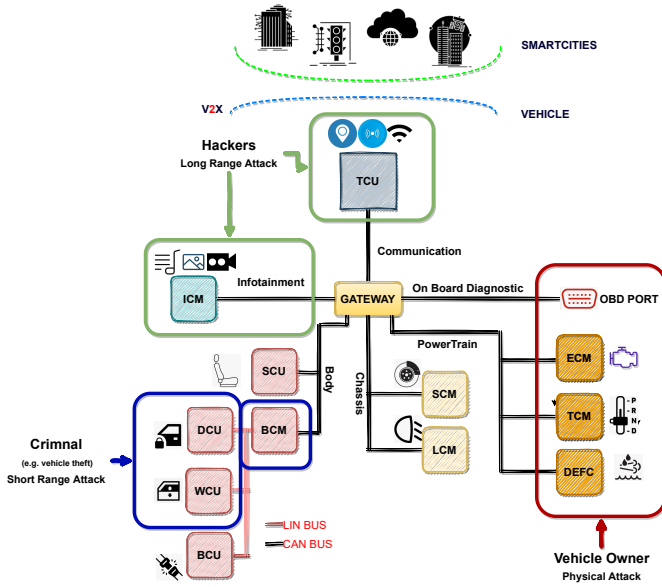 SMARTCITIES
V2X
VEHICLE
Hackers
Long Range Attack
TCU
Communication
Infotainment
On Board Diagnostic
ICM
GATEWAY
OBD PORT
PowerTrain
ECM
SCU
Body
Chassis
SCM
P
R
N
D
TCM
DCU
BCM
LCM
Crimnal
(e.g. vehicle theft)
Short Range Attack
DEFC
WCU
LIN BUS
CAN BUS
BCU
Vehicle Owner
Physical Attack